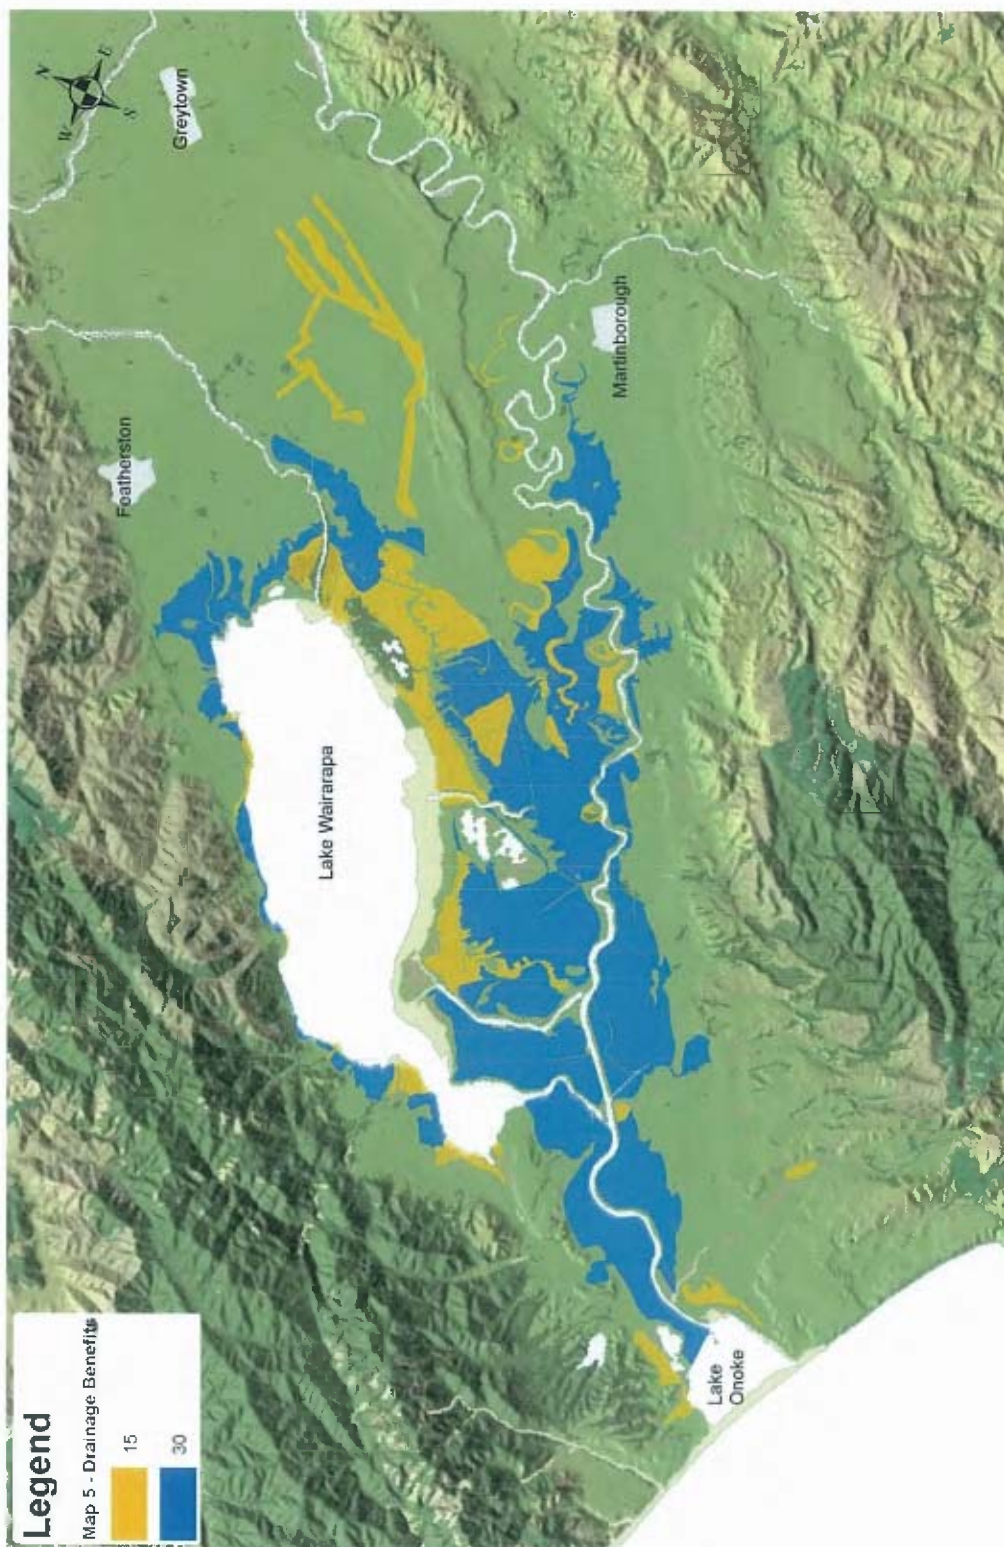 Legend
Map 5 - Drainage Benefits
15
30
N
E
S
W
Greytown
Featherston
Martinborough
Lake Wairarapa
Lake
Onoke